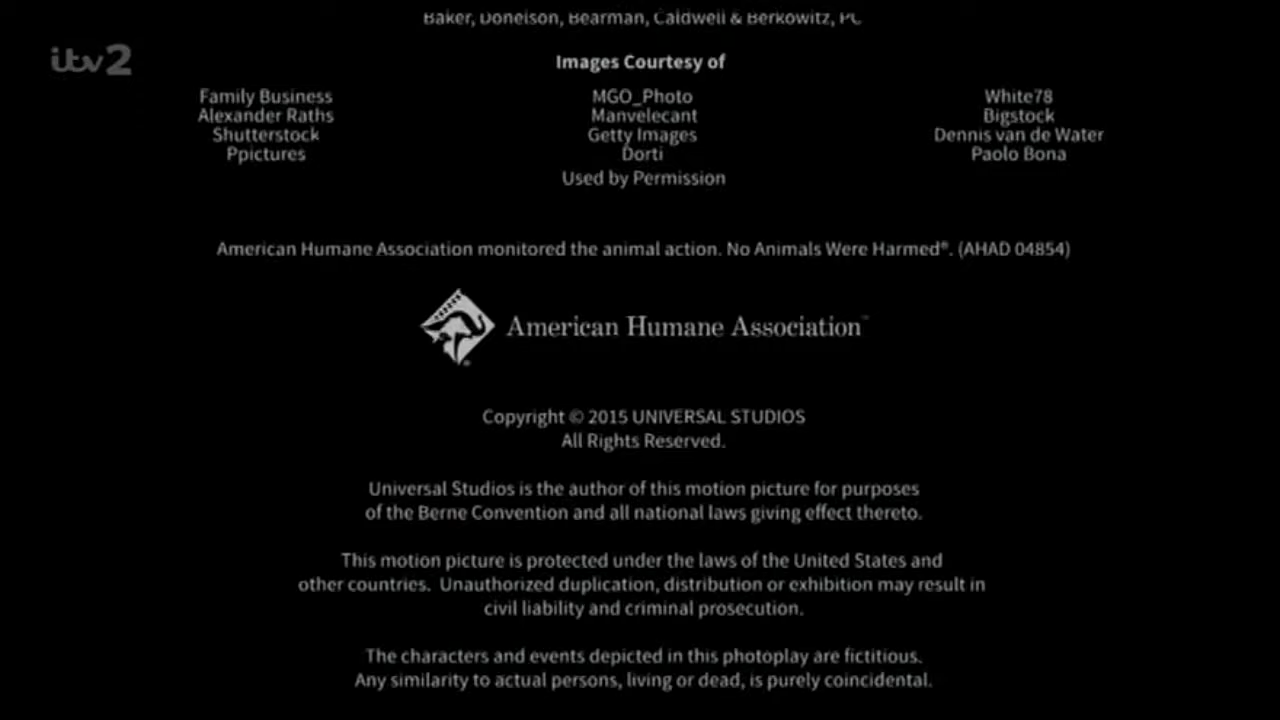 Baker, Donelson, Bearman, Caldwell & Berkowitz, PC
itv2
Images Courtesy of
Family Business MGO_Photo White78
Alexander Raths Manvelecant Bigstock
Shutterstock Getty Images Dennis van de Water
Ppictures Dorti Paolo Bona
Used by Permission
American Humane Association monitored the animal action. No Animals Were Harmed®. (AHAD 04854)
American Humane Association™
Copyright © 2015 UNIVERSAL STUDIOS
All Rights Reserved.
Universal Studios is the author of this motion picture for purposes
of the Berne Convention and all national laws giving effect thereto.
This motion picture is protected under the laws of the United States and
other countries. Unauthorized duplication, distribution or exhibition may result in
civil liability and criminal prosecution.
The characters and events depicted in this photoplay are fictitious.
Any similarity to actual persons, living or dead, is purely coincidental.